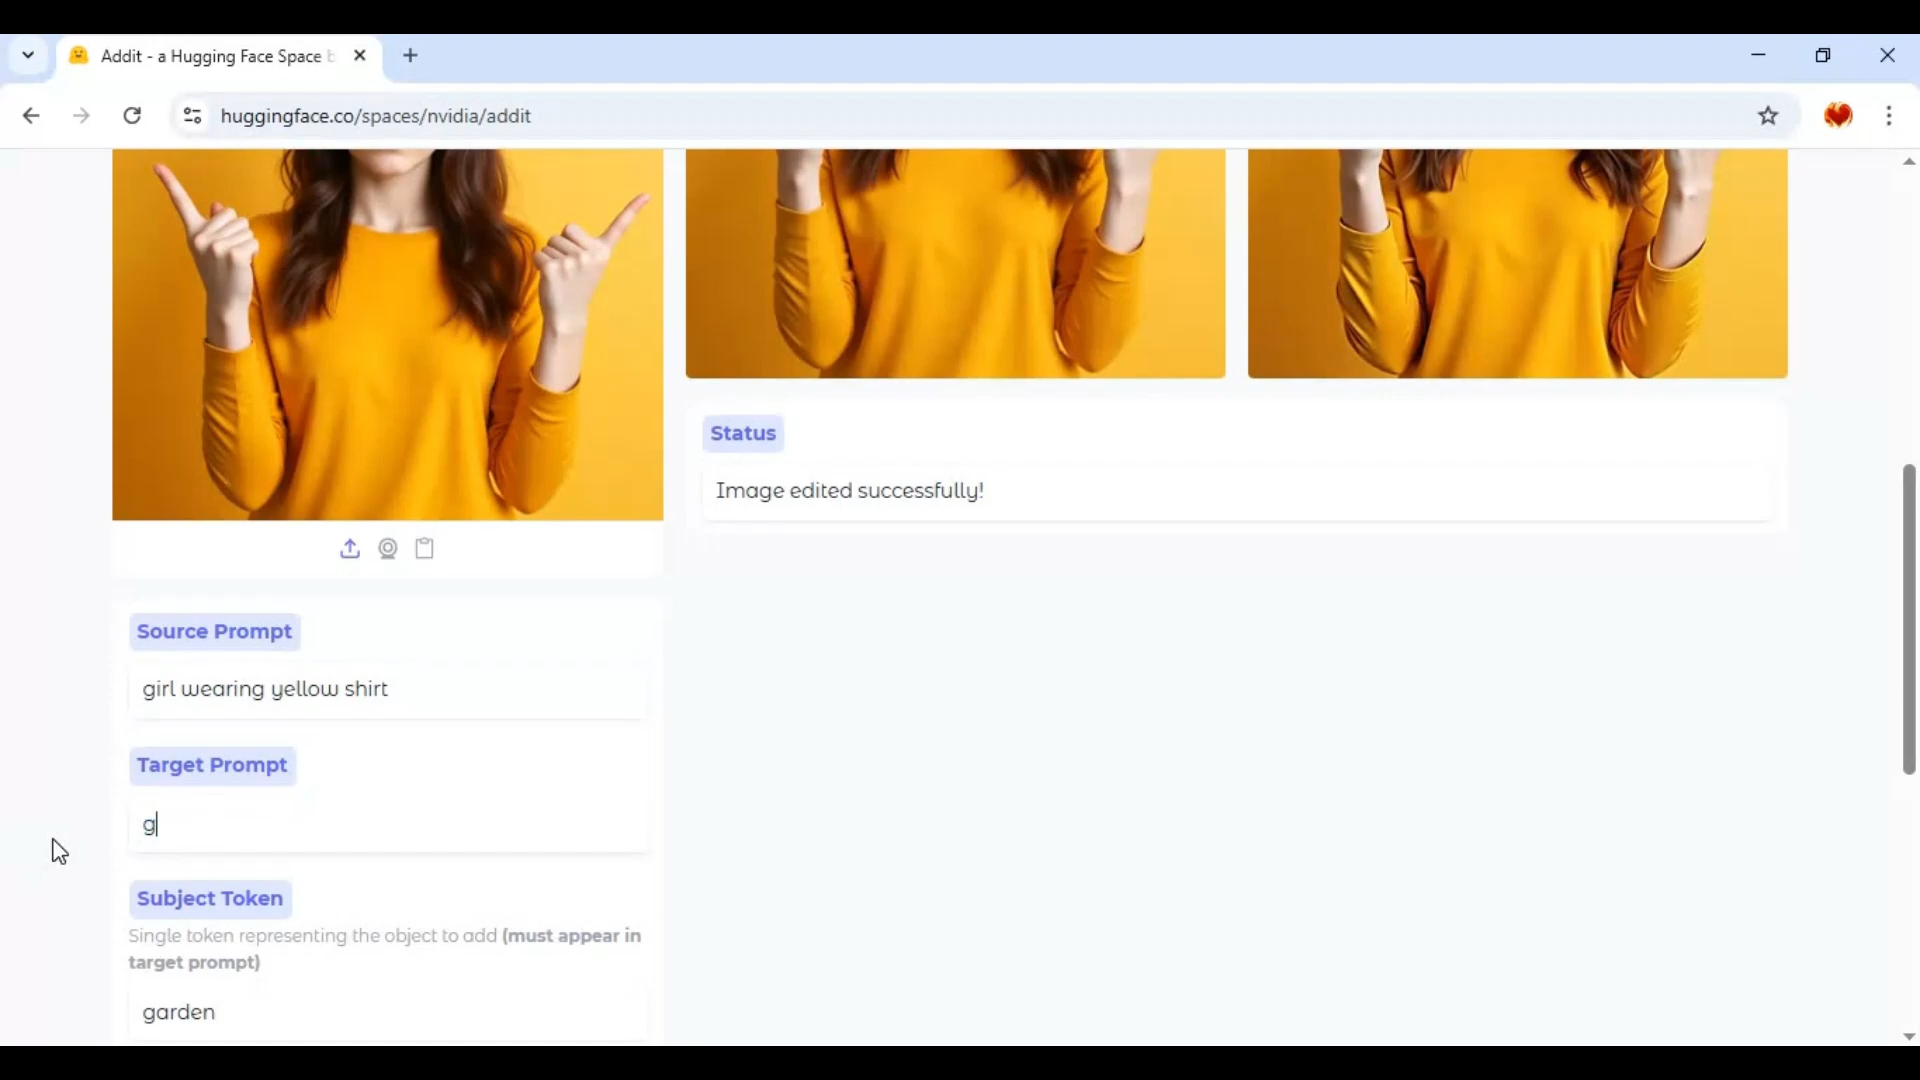 Addit - a Hugging Face Space b
huggingface.co/spaces/nvidia/addit
Status
Image edited successfully!
Source Prompt
girl wearing yellow shirt
Target Prompt
g
Subject Token
Single token representing the object to add (must appear in
target prompt)
garden